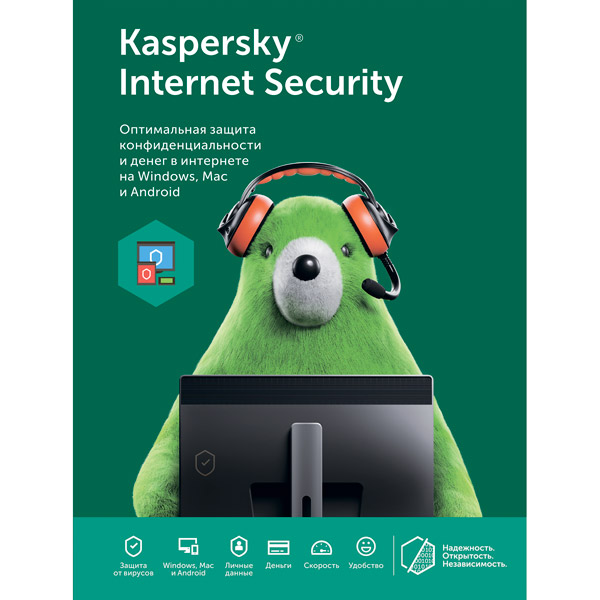 Kaspersky®
Internet Security
Оптимальная защита
конфиденциальности
и денег в интернете
на Windows, Mac
и Android
Защита
от вирусов
Windows, Mac
и Android
Личные
данные
Деньги
Скорость
Удобство
Надежность.
Открытость.
Независимость.